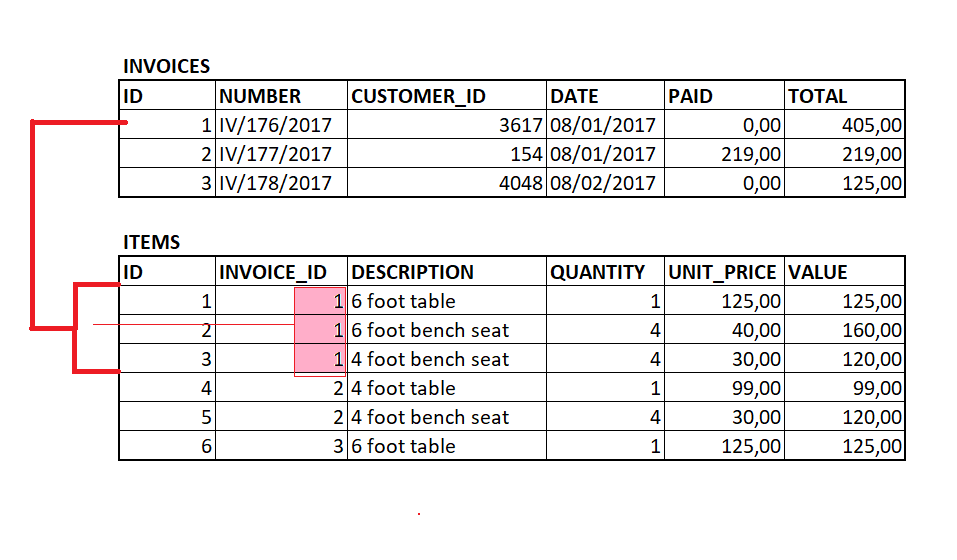 INVOICES
ID NUMBER CUSTOMER_ID DATE PAID TOTAL
1 IV/176/2017 3617 08/01/2017 0,00 405,00
2 IV/177/2017 154 08/01/2017 219,00 219,00
3 IV/178/2017 4048 08/02/2017 0,00 125,00
ITEMS
ID INVOICE_ID DESCRIPTION QUANTITY UNIT_PRICE VALUE
1 1 6 foot table 1 125,00 125,00
2 1 6 foot bench seat 4 40,00 160,00
3 1 4 foot bench seat 4 30,00 120,00
4 2 4 foot table 1 99,00 99,00
5 2 4 foot bench seat 4 30,00 120,00
6 3 6 foot table 1 125,00 125,00